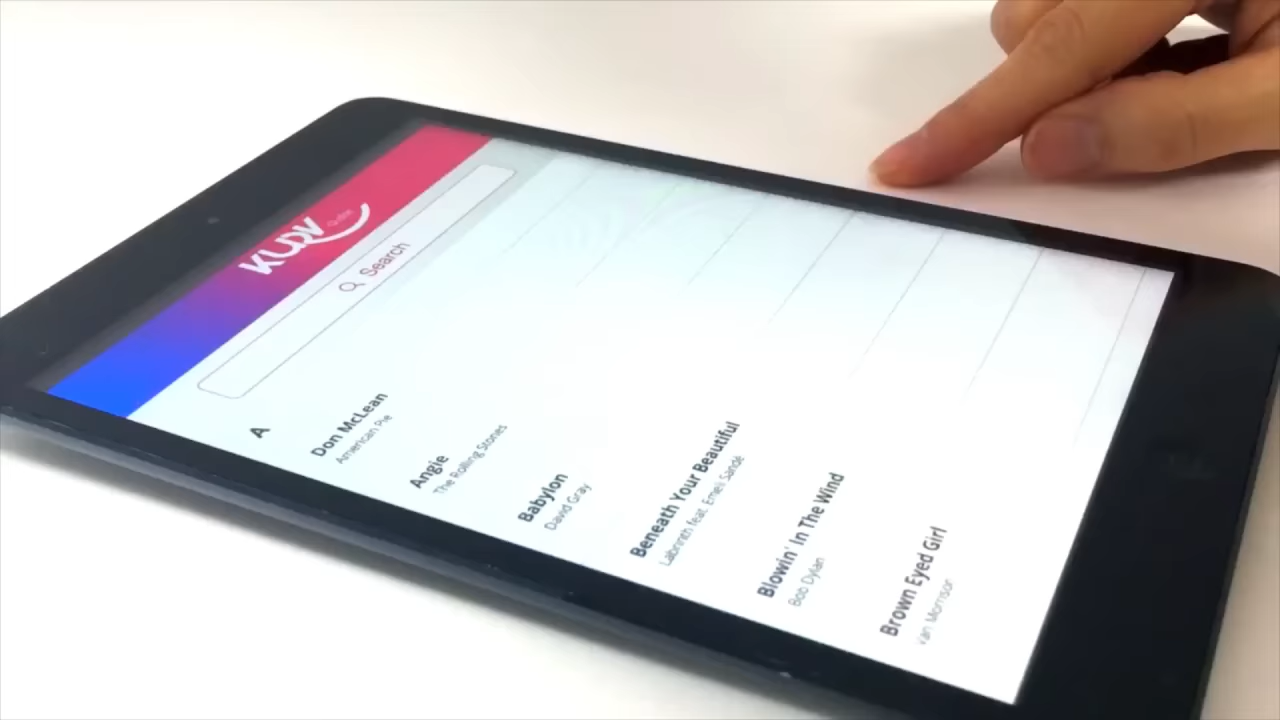 KURV
Search
A
Don McLean
American Pie
Angie
The Rolling Stones
Babylon
David Gray
Beneath Your Beautiful
Labrinth feat. Emeli Sandé
Blowin' In The Wind
Bob Dylan
Brown Eyed Girl
Van Morrison